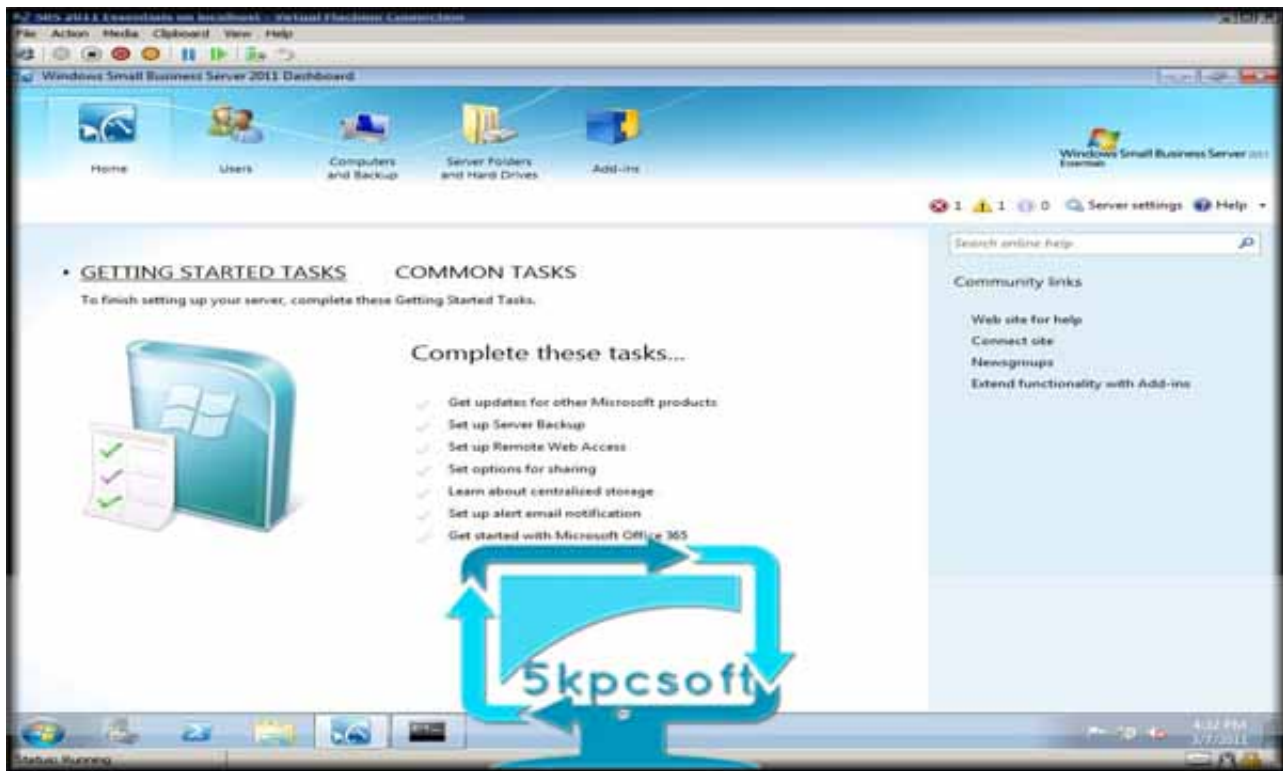 SBS 2011 Essentials on localhost - Virtual Machine Connection
File Action Media Clipboard View Help
Windows Small Business Server 2011 Dashboard
Home
Users
Computers and Backup
Server Folders and Hard Drives
Add-ins
Windows Small Business Server 2011
Essentials
1 1 0 Server settings Help
Search online help
GETTING STARTED TASKS COMMON TASKS
To finish setting up your server, complete these Getting Started Tasks.
Community links
Web site for help
Connect site
Newsgroups
Extend functionality with Add-ins
Complete these tasks...
Get updates for other Microsoft products
Set up Server Backup
Set up Remote Web Access
Set options for sharing
Learn about centralized storage
Set up alert email notification
Get started with Microsoft Office 365
5kpcsoft
4:32 PM
3/7/2011
Status: Running